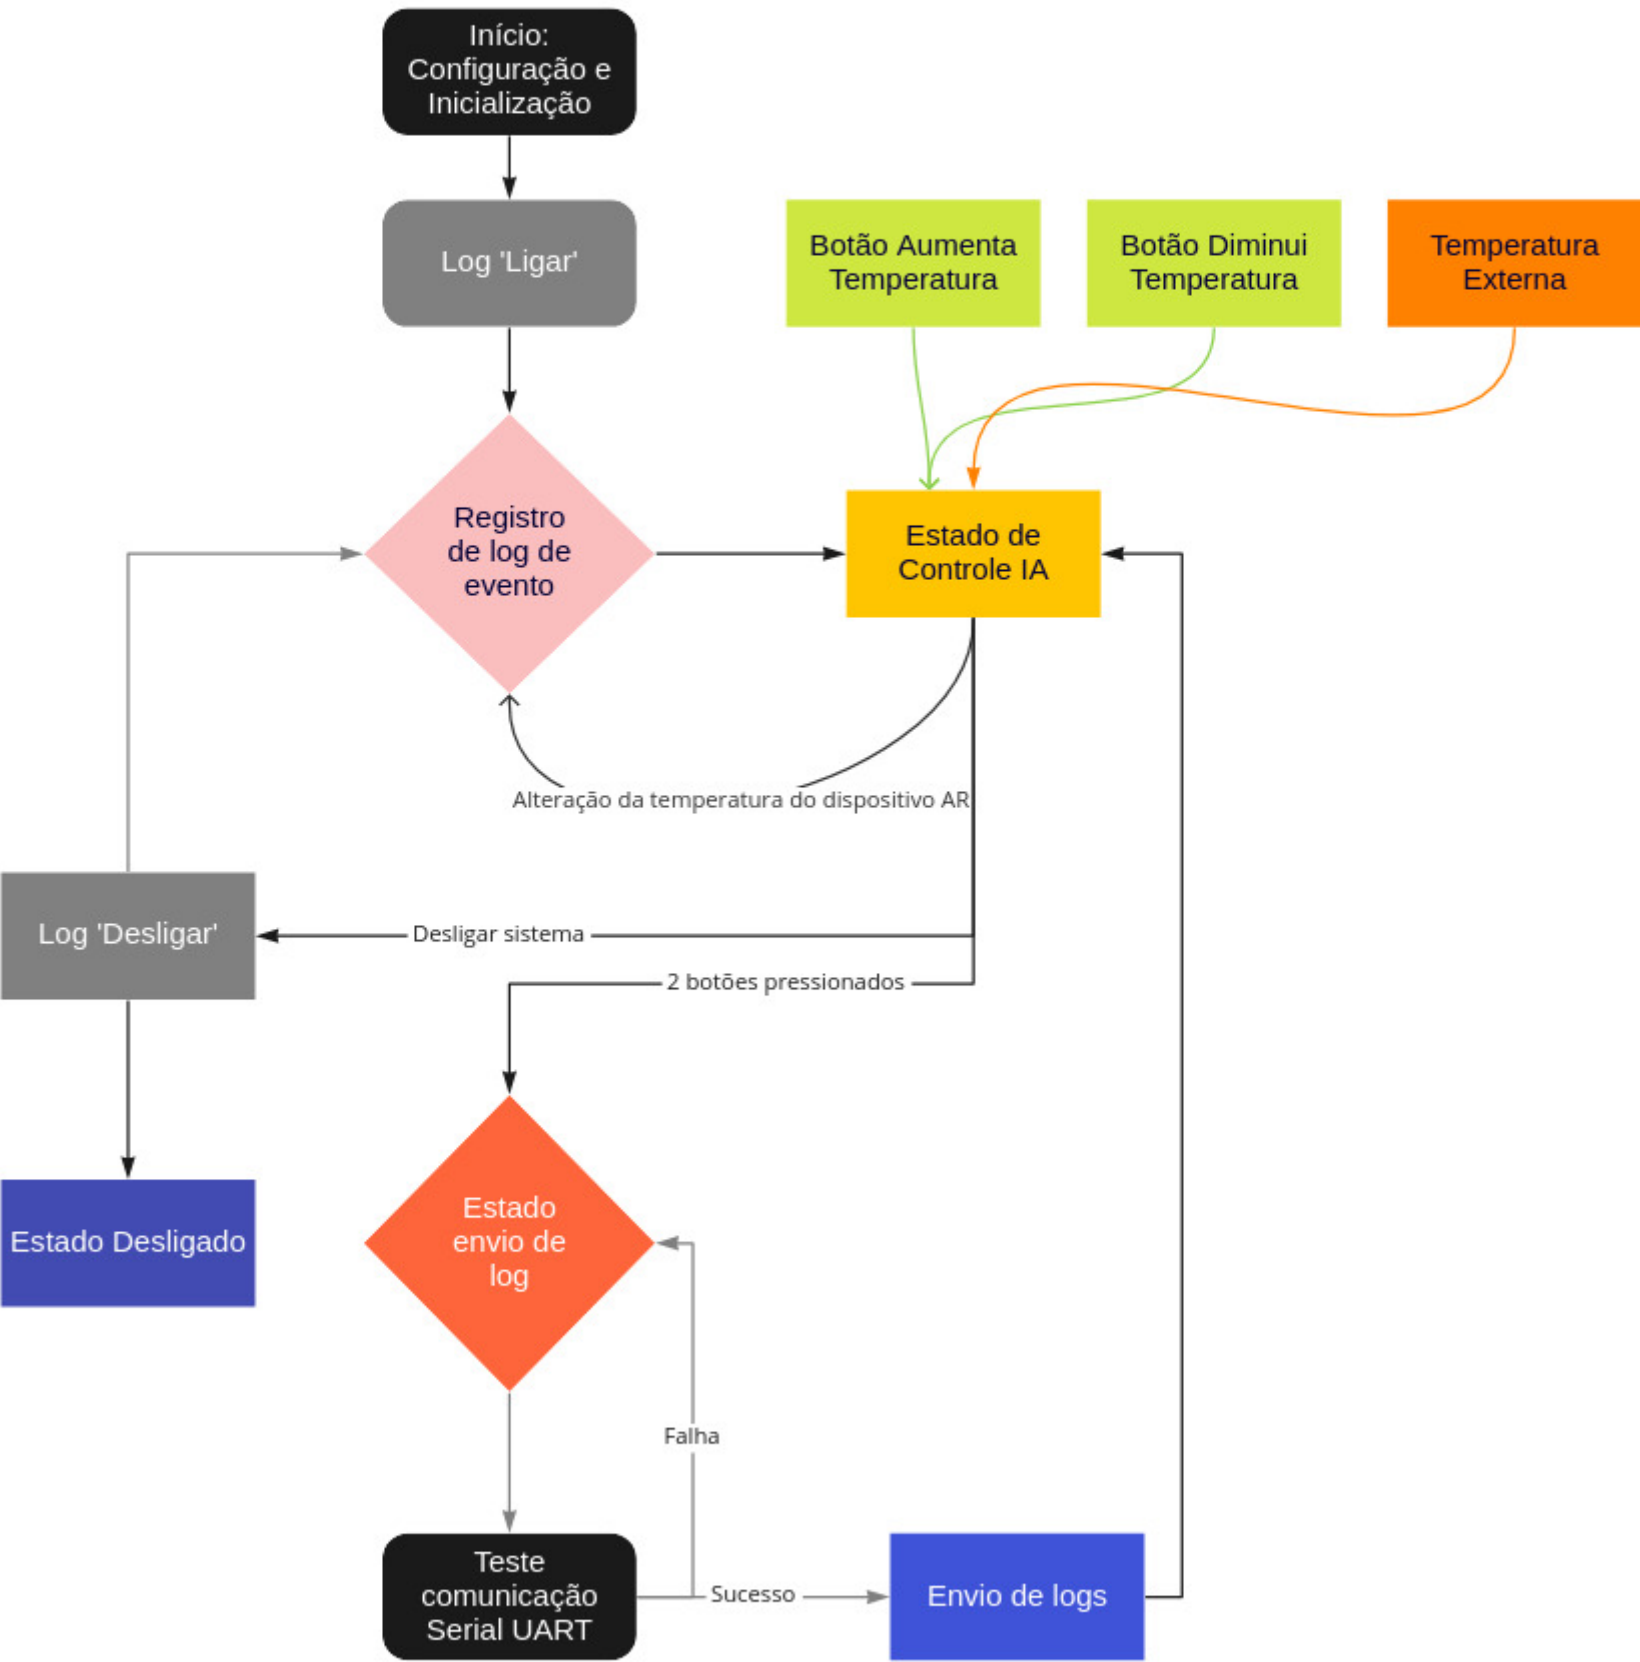 Início:
Configuração e
Inicialização
Log 'Ligar'
Botão Aumenta
Temperatura
Botão Diminui
Temperatura
Temperatura
Externa
Registro
de log de
evento
Estado de
Controle IA
Alteração da temperatura do dispositivo AR
Log 'Desligar'
Desligar sistema
2 botões pressionados
Estado
envio de
log
Estado Desligado
Falha
Teste
comunicação
Serial UART
Sucesso
Envio de logs